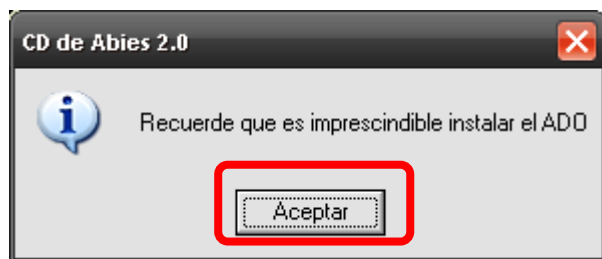 CD de Abies 2.0
Recuerde que es imprescindible instalar el ADO
Aceptar